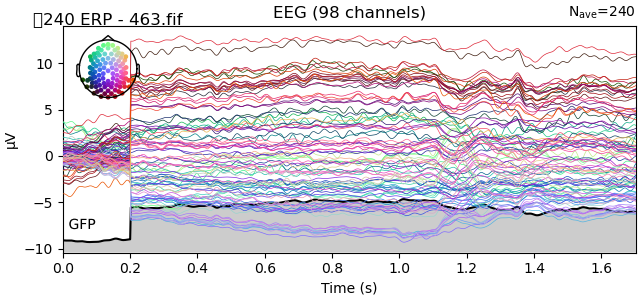 240 ERP - 463.fif
EEG (98 channels)
Nave=240
μV
10
5
0
−5
−10
GFP
0.0 0.2 0.4 0.6 0.8 1.0 1.2 1.4 1.6
Time (s)